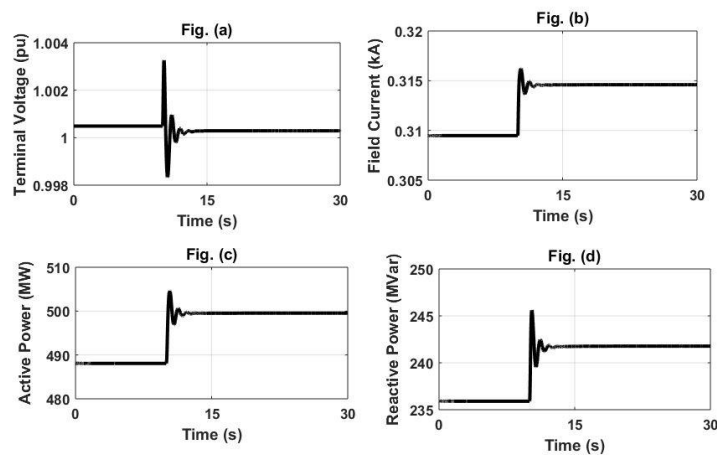 Fig. (a)
Terminal Voltage (pu)
1.004
1.002
1
0.998
0
15
30
Time (s)
Fig. (b)
Field Current (kA)
0.32
0.315
0.31
0.305
0
15
30
Time (s)
Fig. (c)
Active Power (MW)
510
500
490
480
0
15
30
Time (s)
Fig. (d)
Reactive Power (MVar)
250
245
240
235
0
15
30
Time (s)